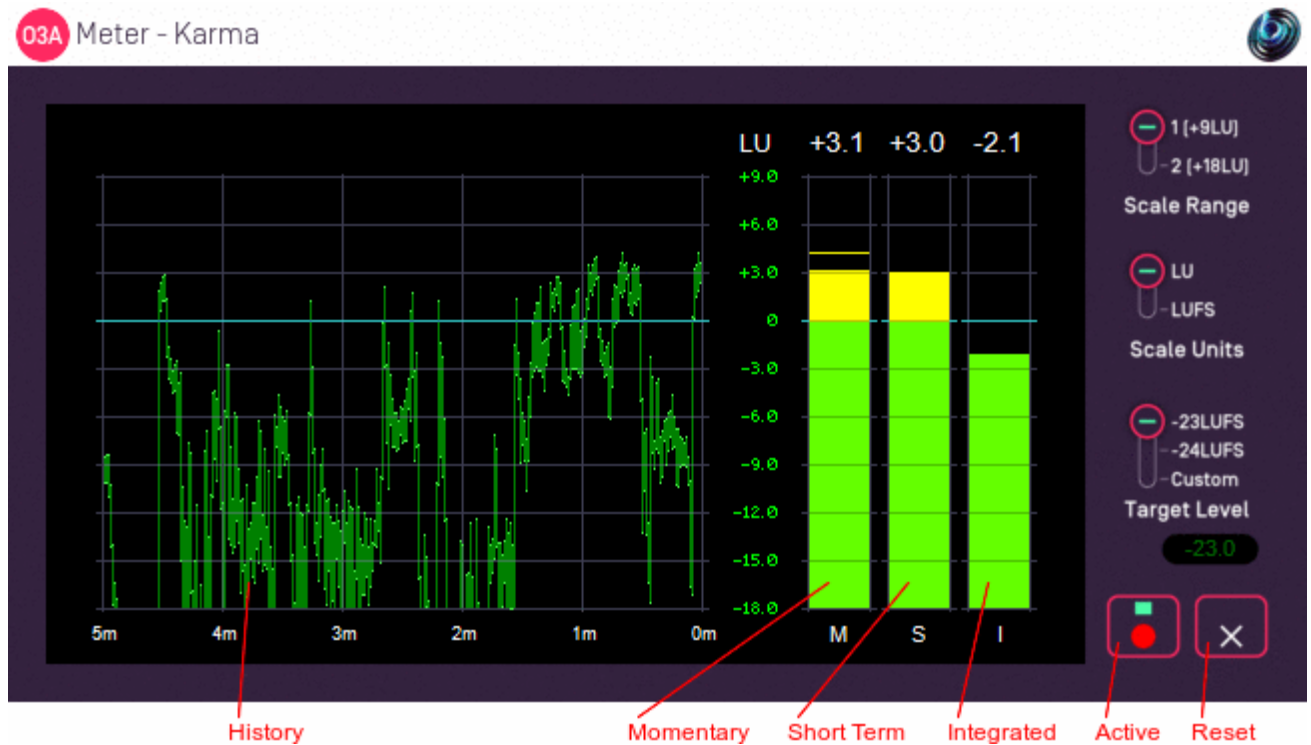 O3A Meter - Karma
LU +3.1 +3.0 -2.1
+9.0
+6.0
+3.0
0
-3.0
-6.0
-9.0
-12.0
-15.0
-18.0
5m 4m 3m 2m 1m 0m
M S I
1 (+9LU)
2 (+18LU)
Scale Range
LU
LUFS
Scale Units
-23LUFS
-24LUFS
Custom
Target Level
-23.0
History Momentary Short Term Integrated Active Reset